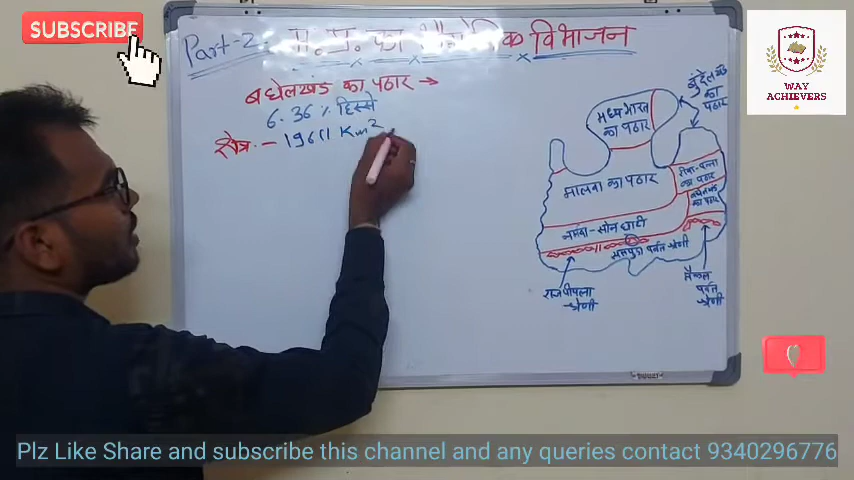 SUBSCRIBE
Part-2
म.प्र. का भौगोलिक विभाजन
WAY
ACHIEVERS
बघेलखण्ड का पठार →
6.36 % हिस्से
क्षेत्र. – 19611 Km2
बुंदेलखंड
का
पठार
मध्य भारत
का पठार
मालवा का पठार
रीवा-पन्ना
का पठार
बघेलखंड
का पठार
नर्मदा-सोन घाटी
सतपुड़ा पर्वत श्रेणी
राजपीपला
श्रेणी
मैकल
पर्वत
श्रेणी
Plz Like Share and subscribe this channel and any queries contact 9340296776